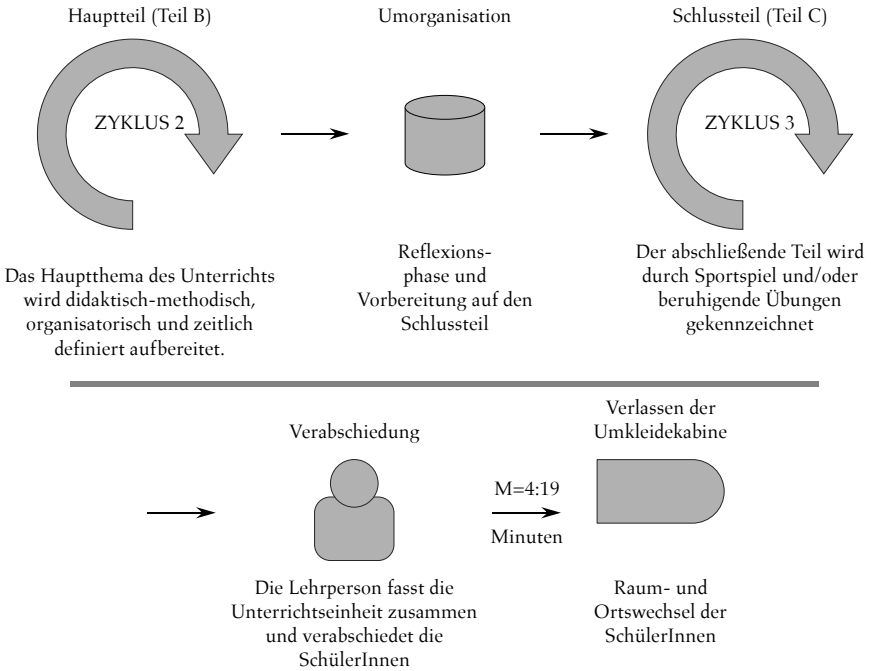 Hauptteil (Teil B)
ZYKLUS 2
Das Hauptthema des Unterrichts
wird didaktisch-methodisch,
organisatorisch und zeitlich
definiert aufbereitet.
Umorganisation
Reflexions-
phase und
Vorbereitung auf den
Schlussteil
Schlussteil (Teil C)
ZYKLUS 3
Der abschließende Teil wird
durch Sportspiel und/oder
beruhigende Übungen
gekennzeichnet
Verabschiedung
Die Lehrperson fasst die
Unterrichtseinheit zusammen
und verabschiedet die
SchülerInnen
M=4:19
Minuten
Verlassen der
Umkleidekabine
Raum- und
Ortswechsel der
SchülerInnen